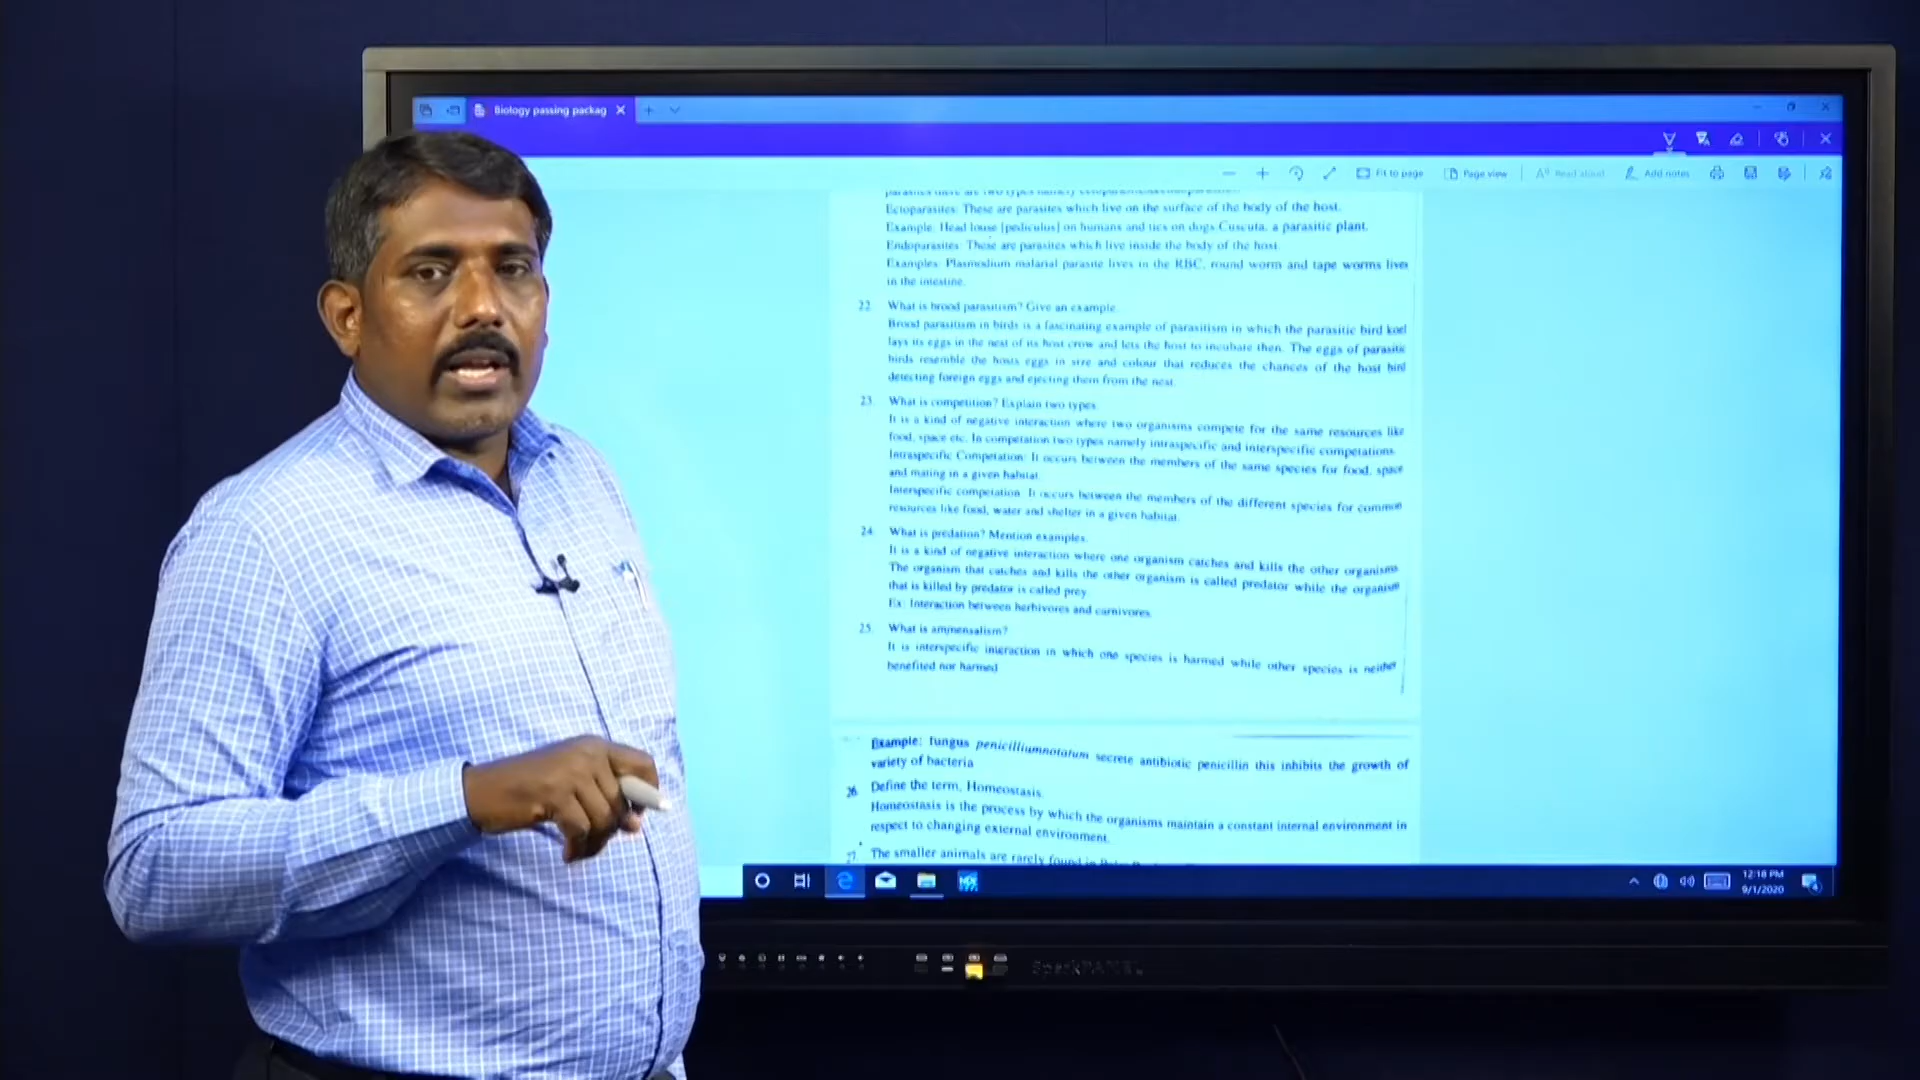 Biology passing packag
Fit to page
Page view
Read aloud
Add notes
parasites there are two types namely
Ectoparasites: These are parasites which live on the surface of the body of the host.
Example: Head louse [pediculus] on humans and tics on dogs Cuscuta, a parasitic plant.
Endoparasites: These are parasites which live inside the body of the host
Examples: Plasmodium malarial parasite lives in the RBC, round worm and tape worms lives
in the intestine.
22. What is brood parasitism? Give an example.
Brood parasitism in birds is a fascinating example of parasitism in which the parasitic bird koel
lays its eggs in the nest of its host crow and lets the host to incubate then. The eggs of parasitic
birds resemble the hosts eggs in size and colour that reduces the chances of the host bird
detecting foreign eggs and ejecting them from the nest.
23. What is competition? Explain two types.
It is a kind of negative interaction where two organisms compete for the same resources like
food, space etc. In competation two types namely intraspecific and interspecific competations.
Intraspecific Competation: It occurs between the members of the same species for food, space
and mating in a given habitat.
Interspecific competation: It occurs between the members of the different species for common
resources like food, water and shelter in a given habitat.
24. What is predation? Mention examples.
It is a kind of negative interaction where one organism catches and kills the other organisms
The organism that catches and kills the other organism is called predator while the organism
that is killed by predator is called prey
Ex: Interaction between herbivores and carnivores.
25. What is ammensalism?
It is interspecific interaction in which one species is harmed while other species is neither
benefited nor harmed
Example: fungus penicilliumnotatum secrete antibiotic penicillin this inhibits the growth of
variety of bacteria
26. Define the term, Homeostasis.
Homeostasis is the process by which the organisms maintain a constant internal environment in
respect to changing external environment.
27. The smaller animals are rarely found in
12:18 PM
9/1/2020
SparkPANEL